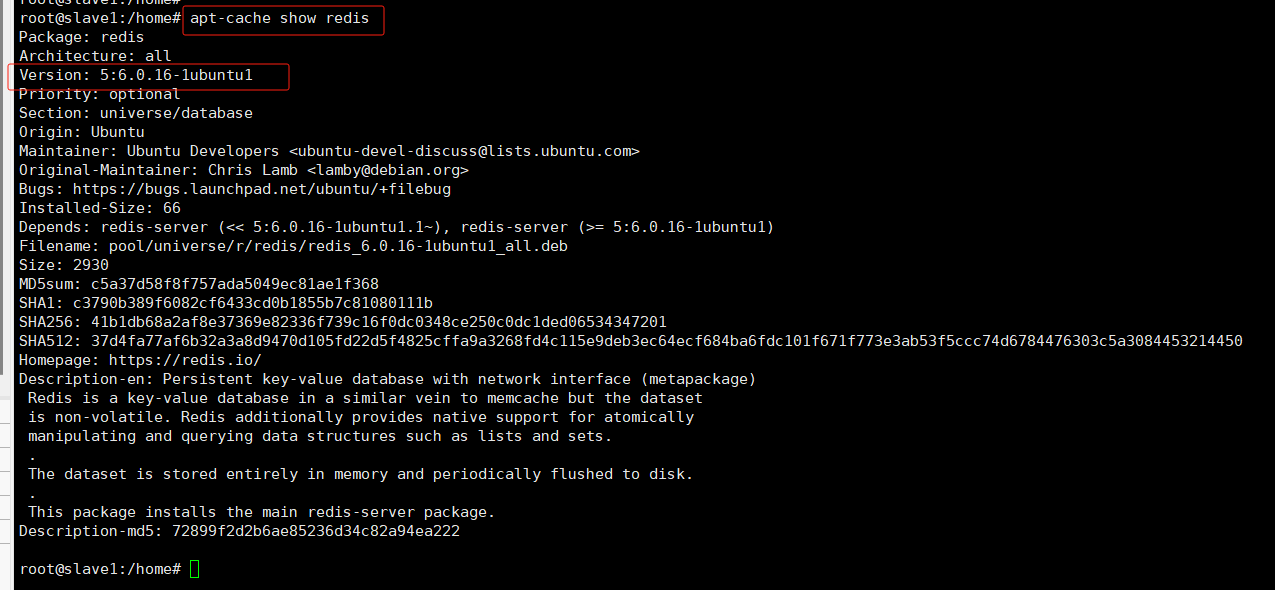 root@slave1:/home#
root@slave1:/home# apt-cache show redis
Package: redis
Architecture: all
Version: 5:6.0.16-1ubuntu1
Priority: optional
Section: universe/database
Origin: Ubuntu
Maintainer: Ubuntu Developers <ubuntu-devel-discuss@lists.ubuntu.com>
Original-Maintainer: Chris Lamb <lamby@debian.org>
Bugs: https://bugs.launchpad.net/ubuntu/+filebug
Installed-Size: 66
Depends: redis-server (<< 5:6.0.16-1ubuntu1.1~), redis-server (>= 5:6.0.16-1ubuntu1)
Filename: pool/universe/r/redis/redis_6.0.16-1ubuntu1_all.deb
Size: 2930
MD5sum: c5a37d58f8f757ada5049ec81ae1f368
SHA1: c3790b389f6082cf6433cd0b1855b7c81080111b
SHA256: 41b1db68a2af8e37369e82336f739c16f0dc0348ce250c0dc1ded06534347201
SHA512: 37d4fa77af6b32a3a8d9470d105fd22d5f4825cffa9a3268fd4c115e9deb3ec64ecf684ba6fdc101f671f773e3ab53f5ccc74d6784476303c5a3084453214450
Homepage: https://redis.io/
Description-en: Persistent key-value database with network interface (metapackage)
 Redis is a key-value database in a similar vein to memcache but the dataset
 is non-volatile. Redis additionally provides native support for atomically
 manipulating and querying data structures such as lists and sets.
 .
 The dataset is stored entirely in memory and periodically flushed to disk.
 .
 This package installs the main redis-server package.
Description-md5: 72899f2d2b6ae85236d34c82a94ea222
root@slave1:/home#